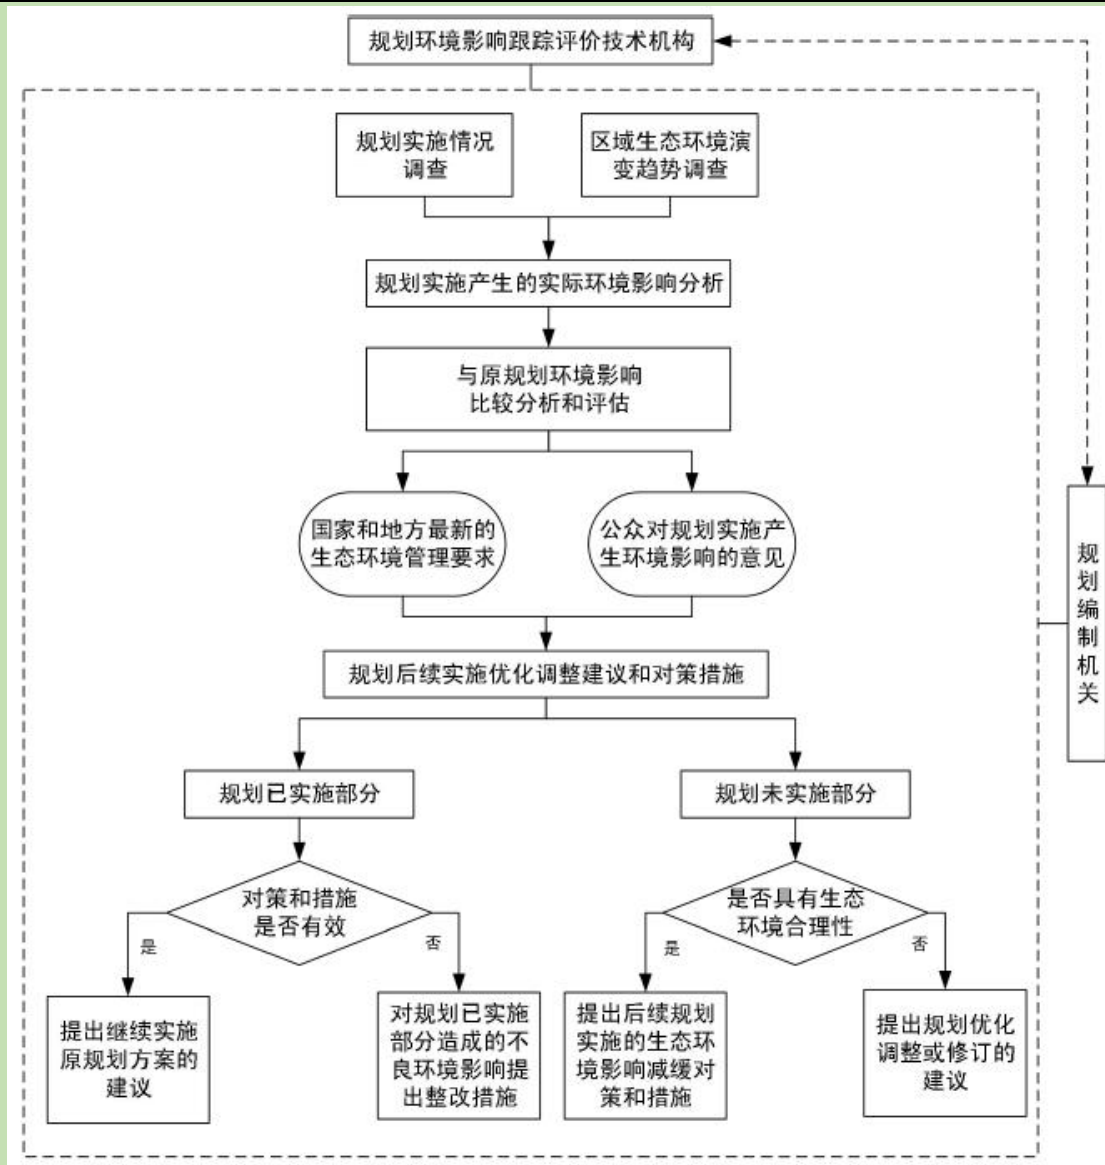 规划环境影响跟踪评价技术机构
规划实施情况
调查
区域生态环境演
变趋势调查
规划实施产生的实际环境影响分析
与原规划环境影响
比较分析和评估
国家和地方最新的
生态环境管理要求
公众对规划实施产
生环境影响的意见
规划编制机关
规划后续实施优化调整建议和对策措施
规划已实施部分
规划未实施部分
对策和措施
是否有效
是否具有生态
环境合理性
是
否
是
否
提出继续实施
原规划方案的
建议
对规划已实施
部分造成的不
良环境影响提
出整改措施
提出后续规划
实施的生态环
境影响减缓对
策和措施
提出规划优化
调整或修订的
建议